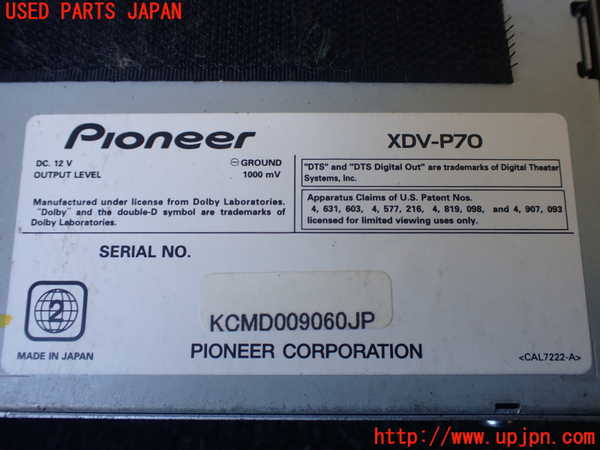 USED PARTS JAPAN
Pioneer
XDV-P70
DC. 12 V
⊖ GROUND
OUTPUT LEVEL
1000 mV
"DTS" and "DTS Digital Out" are trademarks of Digital Theater
Systems, Inc.
Manufactured under license from Dolby Laboratories.
"Dolby" and the double-D symbol are trademarks of
Dolby Laboratories.
Apparatus Claims of U.S. Patent Nos.
4, 631, 603, 4, 577, 216, 4, 819, 098, and 4, 907, 093
licensed for limited viewing uses only.
SERIAL NO.
2
KCMD009060JP
MADE IN JAPAN
PIONEER CORPORATION
<CAL7222-A>
http://www.upjpn.com